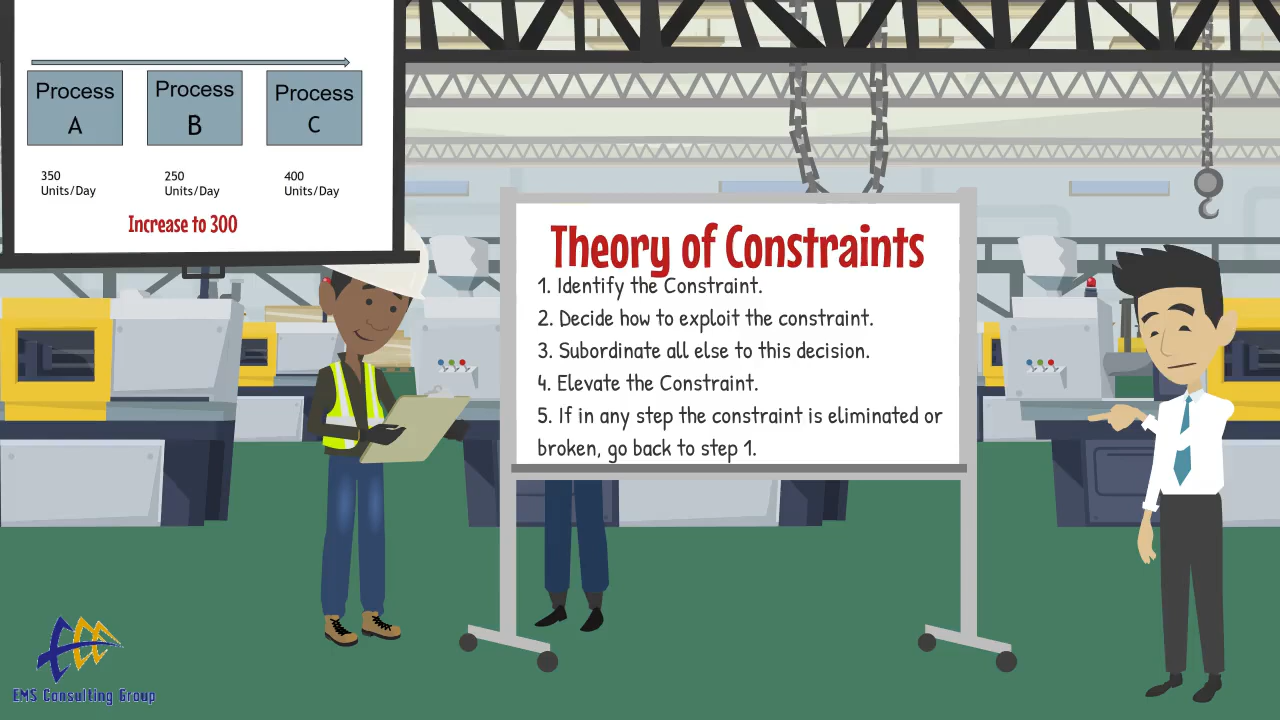 Process
A
Process
B
Process
C
350
Units/Day
250
Units/Day
400
Units/Day
Increase to 300
Theory of Constraints
1. Identify the Constraint.
2. Decide how to exploit the constraint.
3. Subordinate all else to this decision.
4. Elevate the Constraint.
5. If in any step the constraint is eliminated or
broken, go back to step 1.
EMS Consulting Group